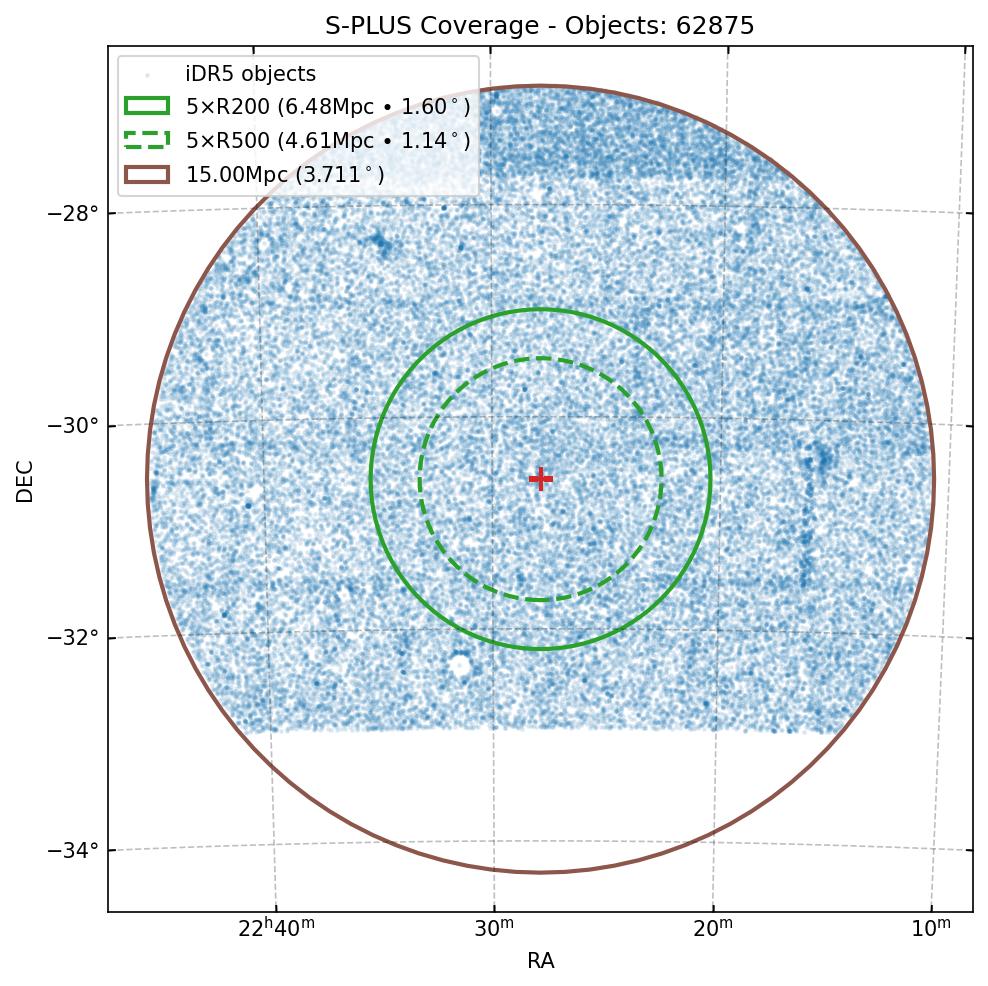 S-PLUS Coverage - Objects: 62875
iDR5 objects
5×R200 (6.48Mpc • 1.60°)
5×R500 (4.61Mpc • 1.14°)
15.00Mpc (3.711°)
−28°
−30°
−32°
−34°
DEC
22ʰ40ᵐ
30ᵐ
20ᵐ
10ᵐ
RA